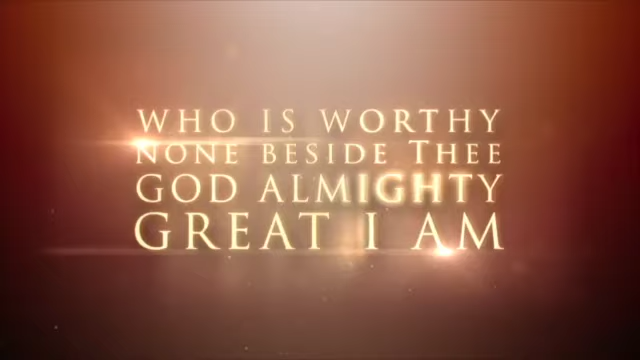 WHO IS WORTHY
NONE BESIDE THEE
GOD ALMIGHTY
GREAT I AM